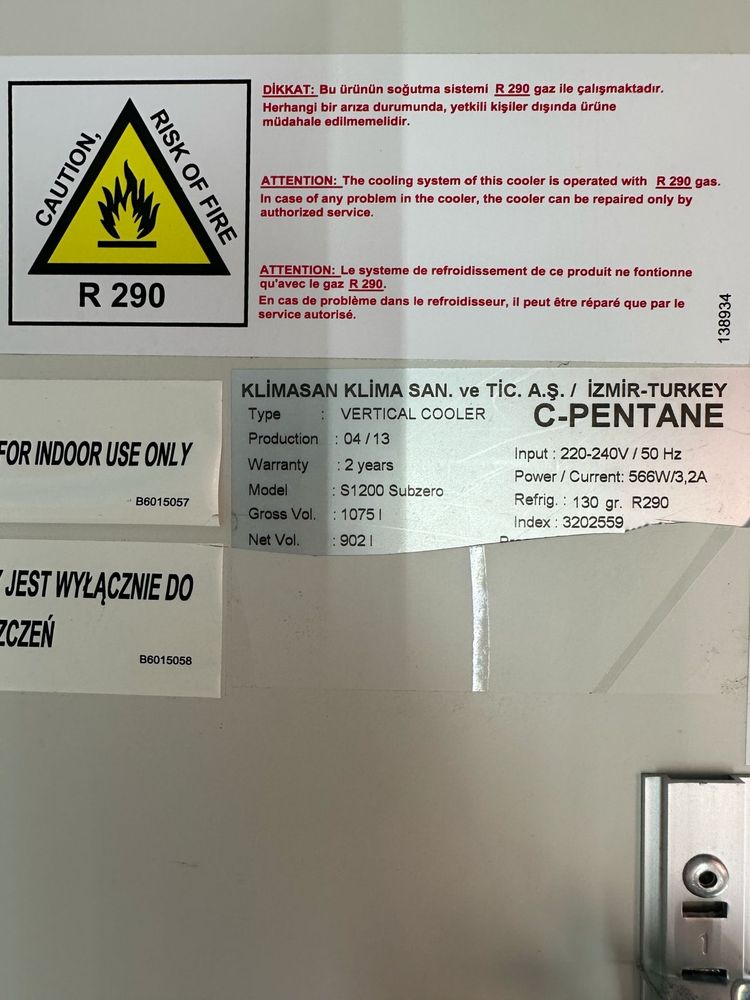 CAUTION, RISK OF FIRE
R 290
DİKKAT: Bu ürünün soğutma sistemi R 290 gaz ile çalışmaktadır.
Herhangi bir arıza durumunda, yetkili kişiler dışında ürüne
müdahale edilmemelidir.
ATTENTION: The cooling system of this cooler is operated with R 290 gas.
In case of any problem in the cooler, the cooler can be repaired only by
authorized service.
ATTENTION: Le systeme de refroidissement de ce produit ne fontionne
qu'avec le gaz R 290.
En cas de problème dans le refroidisseur, il peut être réparé que par le
service autorisé.
138934
FOR INDOOR USE ONLY
B6015057
JEST WYŁĄCZNIE DO
ZCZEŃ
B6015058
KLİMASAN KLİMA SAN. ve TİC. A.Ş. / İZMİR-TURKEY
C-PENTANE
Type : VERTICAL COOLER
Production : 04 / 13
Warranty : 2 years
Model : S1200 Subzero
Gross Vol. : 1075 l
Net Vol. : 902 l
Input : 220-240V / 50 Hz
Power / Current: 566W/3,2A
Refrig. : 130 gr. R290
Index : 3202559
1